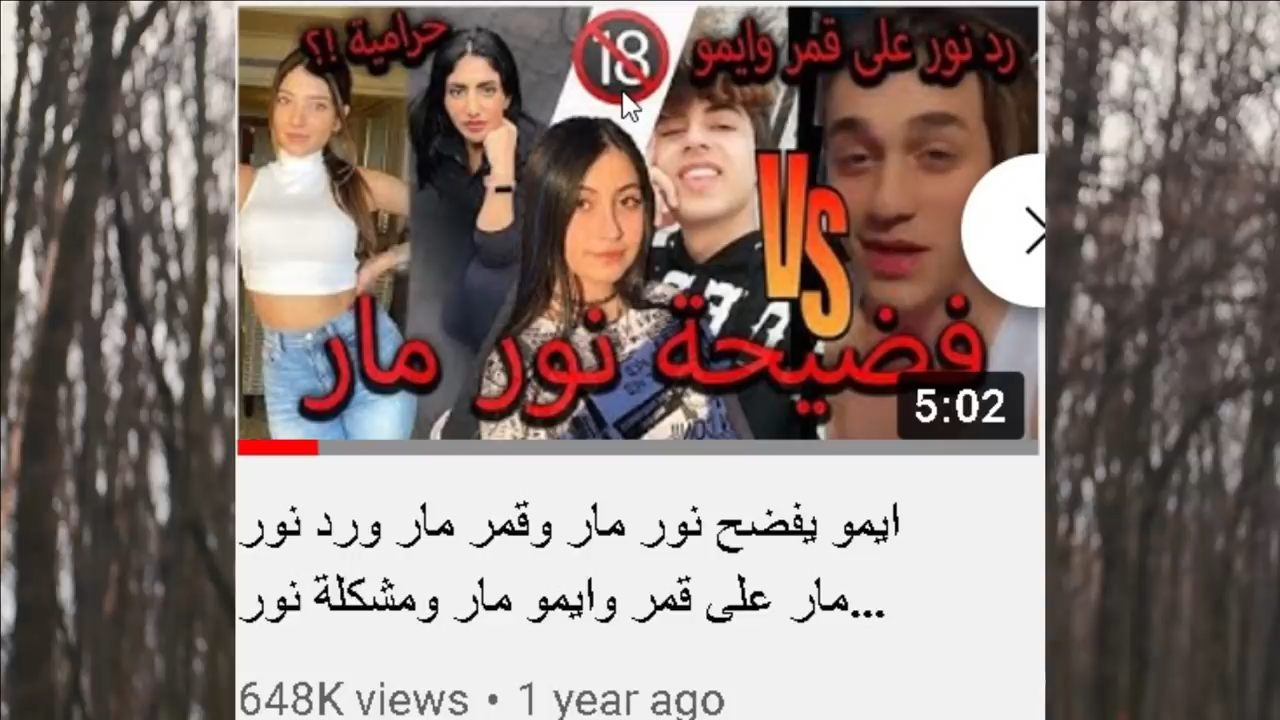 حرامية !؟
18
رد نور على قمر وايمو
VS
فضيحة نور مار
5:02
ايمو يفضح نور مار وقمر مار ورد نور
مار على قمر وايمو مار ومشكلة نور...
648K views • 1 year ago